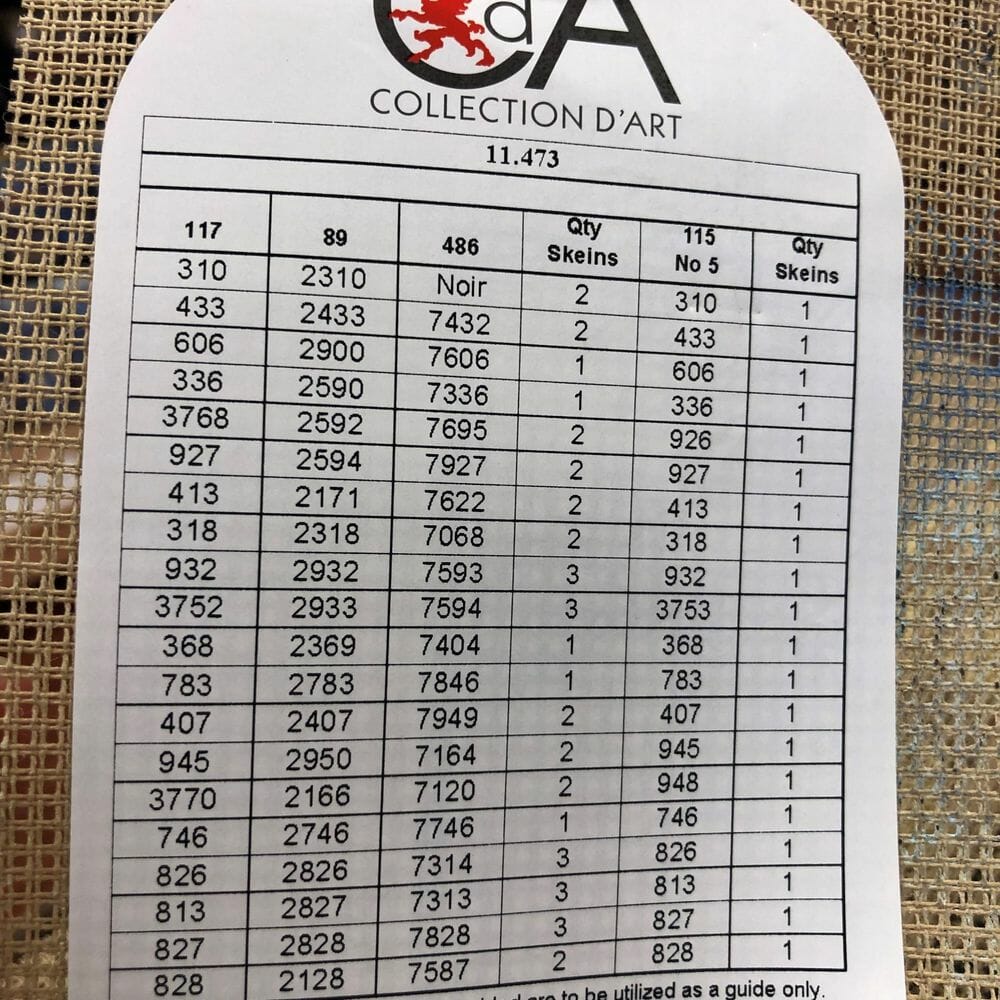 CdA
COLLECTION D'ART
11.473
117 89 486 Qty Skeins 115 No 5 Qty Skeins
310 2310 Noir 2 310 1
433 2433 7432 2 433 1
606 2900 7606 1 606 1
336 2590 7336 1 336 1
3768 2592 7695 2 926 1
927 2594 7927 2 927 1
413 2171 7622 2 413 1
318 2318 7068 2 318 1
932 2932 7593 3 932 1
3752 2933 7594 3 3753 1
368 2369 7404 1 368 1
783 2783 7846 1 783 1
407 2407 7949 2 407 1
945 2950 7164 2 945 1
3770 2166 7120 2 948 1
746 2746 7746 1 746 1
826 2826 7314 3 826 1
813 2827 7313 3 813 1
827 2828 7828 3 827 1
828 2128 7587 2 828 1
are to be utilized as a guide only.